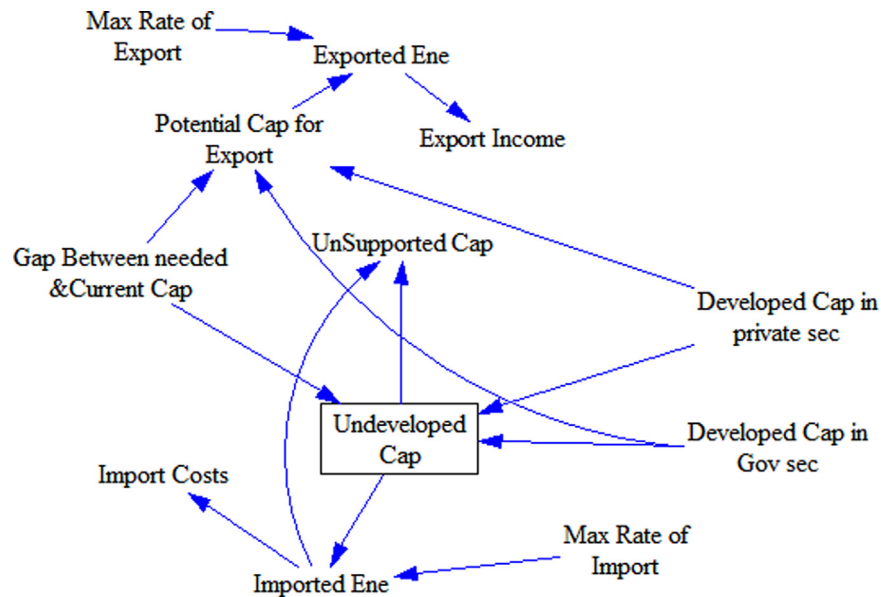 Max Rate of
Export
Exported Ene
Potential Cap for
Export
Export Income
UnSupported Cap
Gap Between needed
&Current Cap
Developed Cap in
private sec
Undeveloped
Cap
Developed Cap in
Gov sec
Import Costs
Max Rate of
Import
Imported Ene